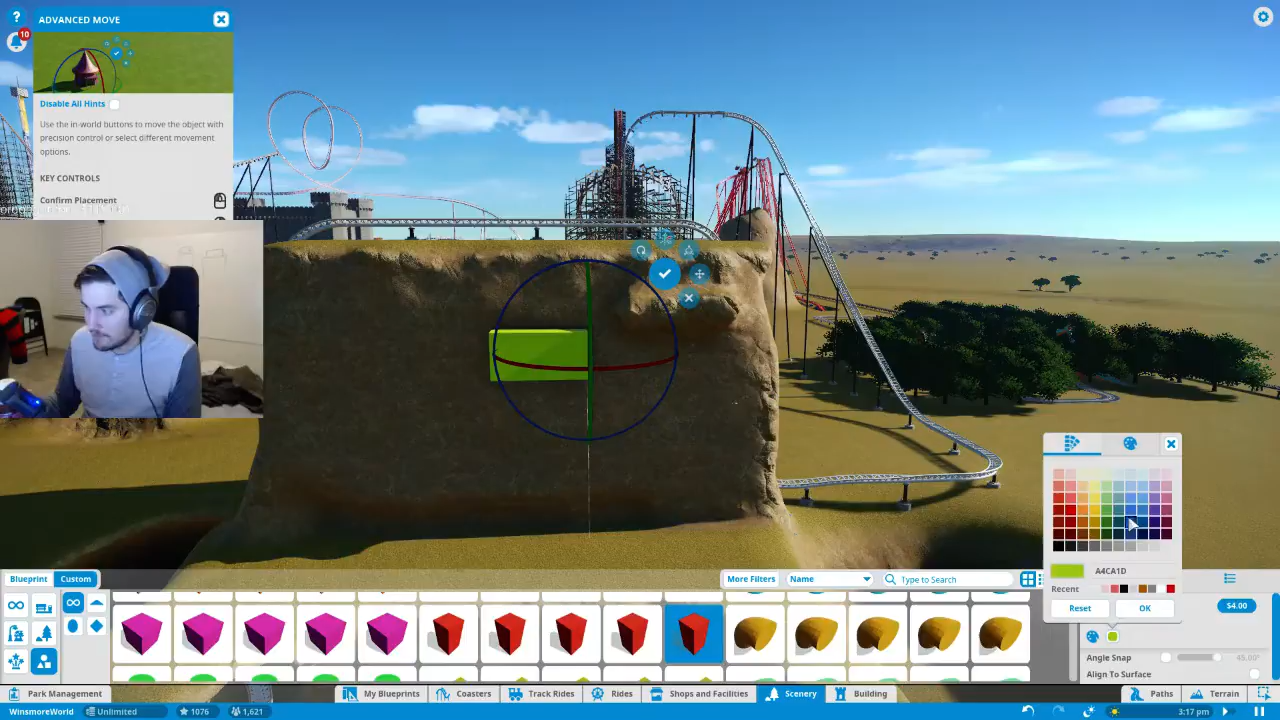 ADVANCED MOVE
10
Disable All Hints
Use the in-world buttons to move the object with
precision control or select different movement
options.
KEY CONTROLS
Confirm Placement
A4CA1D
Recent
Reset
OK
Blueprint
Custom
More Filters
Name
Type to Search
$4.00
Angle Snap
45.00°
Align To Surface
Park Management
My Blueprints
Coasters
Track Rides
Rides
Shops and Facilities
Scenery
Building
Paths
Terrain
WinsmoreWorld
Unlimited
1076
1,621
3:17 pm